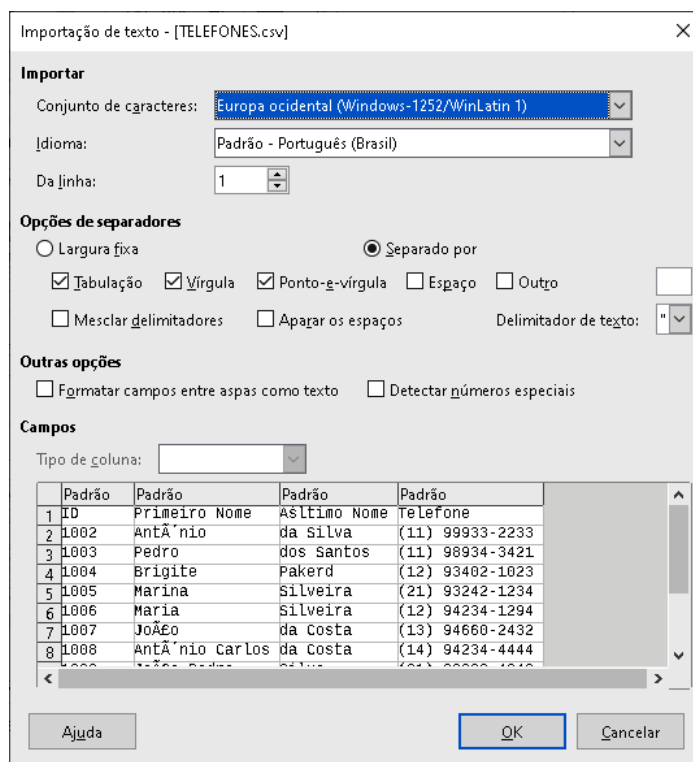 Importação de texto - [TELEFONES.csv]
Importar
Conjunto de caracteres: Europa ocidental (Windows-1252/WinLatin 1)
Idioma: Padrão - Português (Brasil)
Da linha: 1
Opções de separadores
Largura fixa Separado por
Tabulação Vírgula Ponto-e-vírgula Espaço Outro
Mesclar delimitadores Aparar os espaços Delimitador de texto: "
Outras opções
Formatar campos entre aspas como texto Detectar números especiais
Campos
Tipo de coluna:
Padrão Padrão Padrão Padrão
1 ID Primeiro Nome Ašltimo Nome Telefone
2 1002 AntÃ´nio da Silva (11) 99933-2233
3 1003 Pedro dos Santos (11) 98934-3421
4 1004 Brigite Pakerd (12) 93402-1023
5 1005 Marina Silveira (21) 93242-1234
6 1006 Maria Silveira (12) 94234-1294
7 1007 JoÃ£o da Costa (13) 94660-2432
8 1008 AntÃ´nio Carlos da Costa (14) 94234-4444
Ajuda OK Cancelar